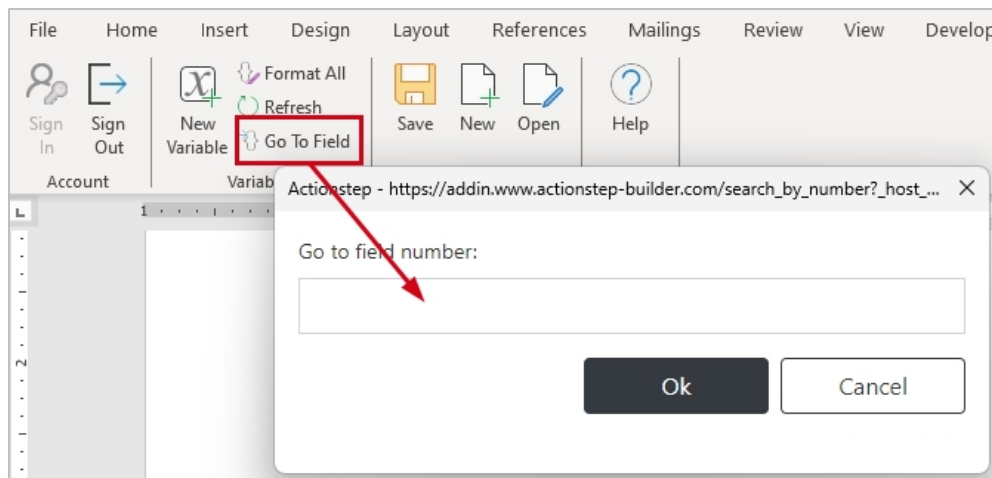 File Home Insert Design Layout References Mailings Review View Develop
Format All
Refresh
Go To Field
Sign In
Sign Out
New Variable
Save New Open Help
Account Variab
Actionstep - https://addin.www.actionstep-builder.com/search_by_number?_host_...
1
Go to field number:
2
Ok Cancel